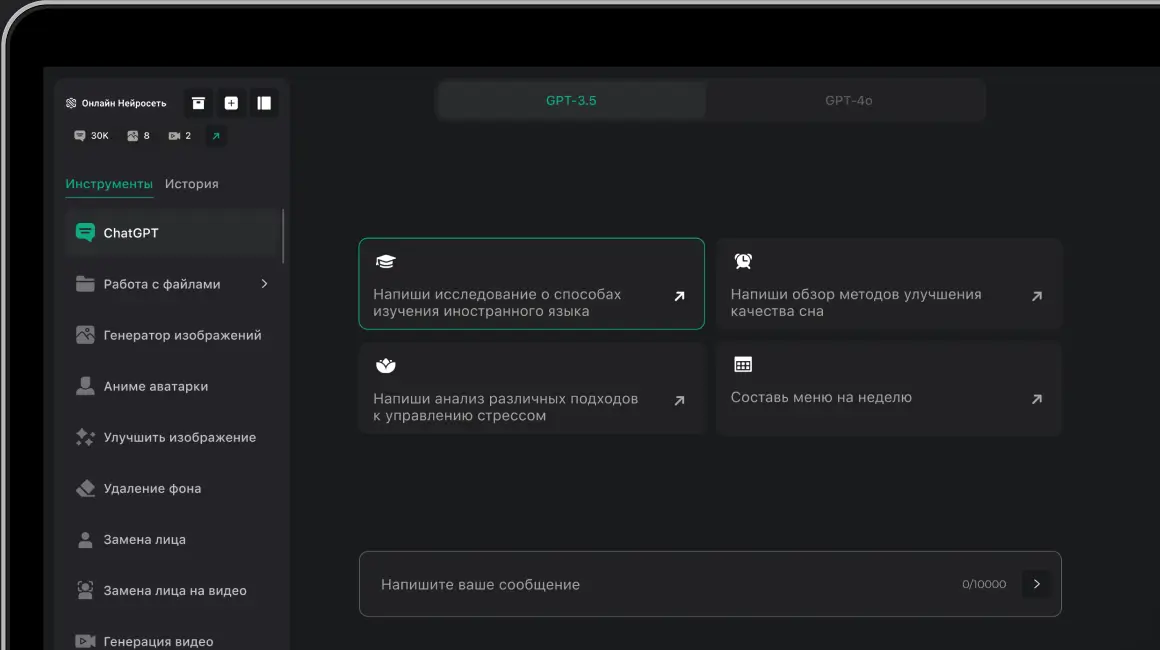 Онлайн Нейросеть
30K 8 2
Инструменты История
ChatGPT
Работа с файлами
Генератор изображений
Аниме аватарки
Улучшить изображение
Удаление фона
Замена лица
Замена лица на видео
Генерация видео
GPT-3.5 GPT-4o
Напиши исследование о способах
изучения иностранного языка
Напиши обзор методов улучшения
качества сна
Напиши анализ различных подходов
к управлению стрессом
Составь меню на неделю
Напишите ваше сообщение 0/10000